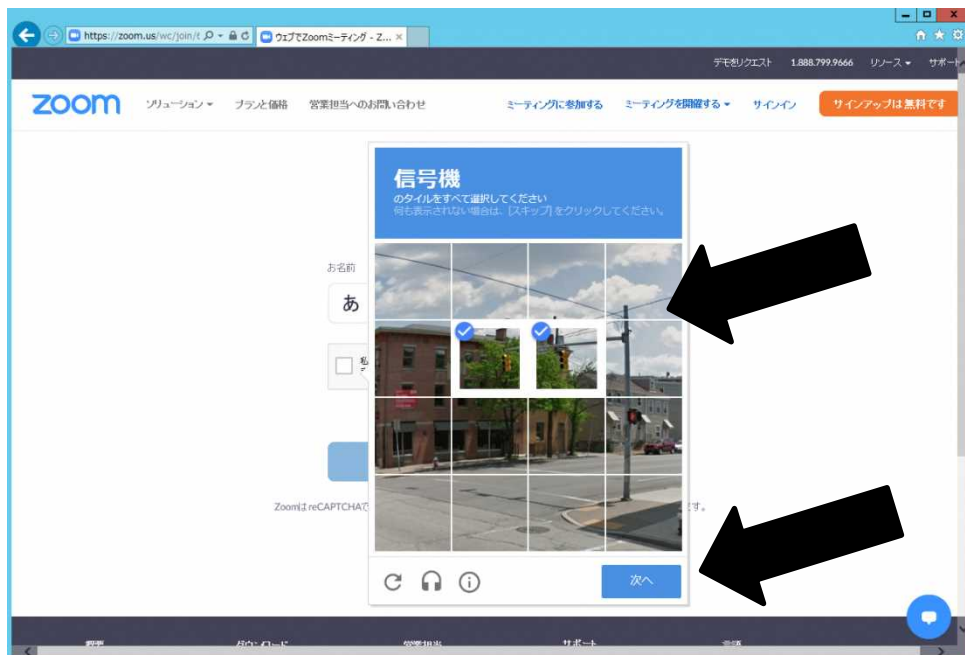 https://zoom.us/wc/join/t
ウェブでZoomミーティング - Z...
デモをリクエスト 1.888.799.9666 リソース サポート
zoom ソリューション プランと価格 営業担当へのお問い合わせ ミーティングに参加する ミーティングを開催する サインイン サインアップは無料です
信号機
のタイルをすべて選択してください
何も表示されない場合は、[スキップ] をクリックしてください。
お名前
あ
私
ZoomはreCAPTCHAで
す。
次へ
概要 ダウンロード 営業担当 サポート 言語